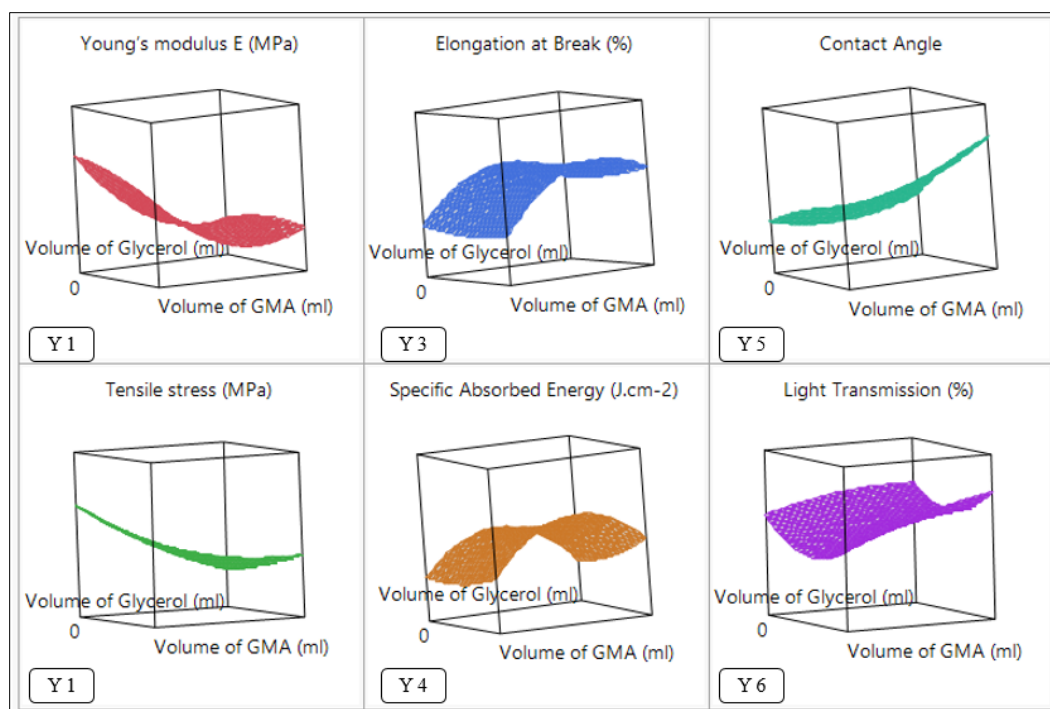 Young's modulus E (MPa)
Volume of Glycerol (ml)
0
Volume of GMA (ml)
Y 1
Elongation at Break (%)
Volume of Glycerol (ml)
0
Volume of GMA (ml)
Y 3
Contact Angle
Volume of Glycerol (ml)
0
Volume of GMA (ml)
Y 5
Tensile stress (MPa)
Volume of Glycerol (ml)
0
Volume of GMA (ml)
Y 1
Specific Absorbed Energy (J.cm-2)
Volume of Glycerol (ml)
0
Volume of GMA (ml)
Y 4
Light Transmission (%)
Volume of Glycerol (ml)
0
Volume of GMA (ml)
Y 6